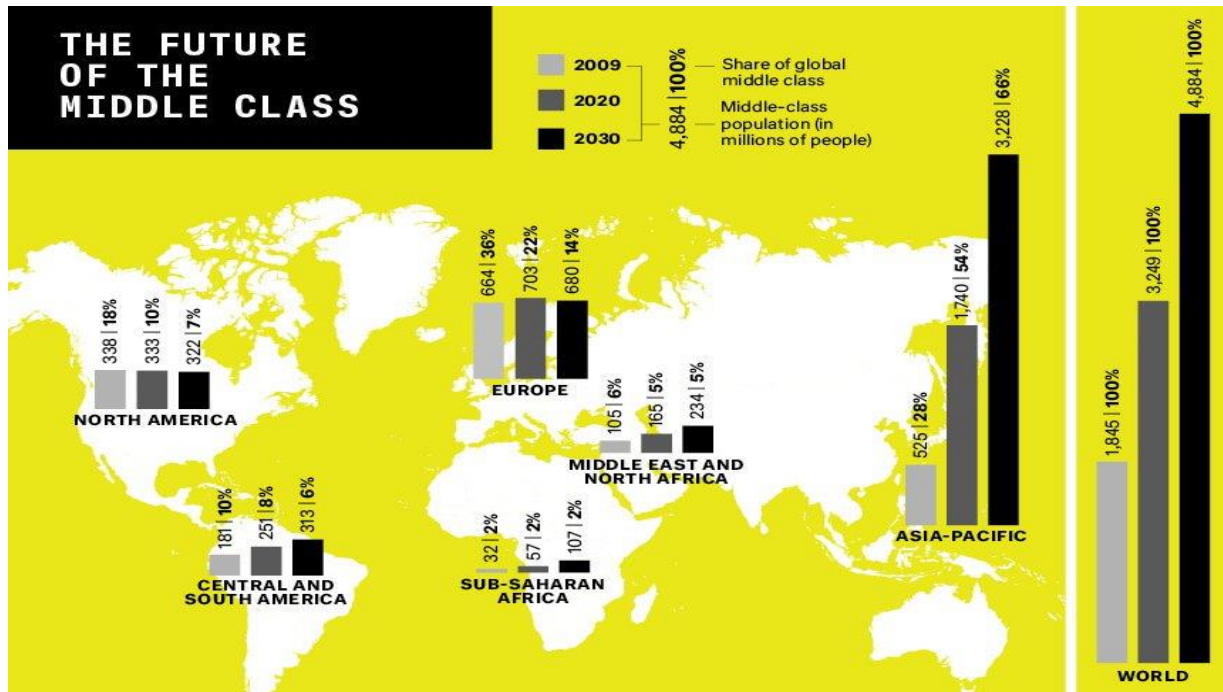 THE FUTURE
OF THE
MIDDLE CLASS
2009
2020
2030
4,884 | 100%
Share of global
middle class
Middle-class
population (in
millions of people)
338 | 18%
333 | 10%
322 | 7%
NORTH AMERICA
181 | 10%
251 | 8%
313 | 6%
CENTRAL AND
SOUTH AMERICA
664 | 36%
703 | 22%
680 | 14%
EUROPE
105 | 6%
165 | 5%
234 | 5%
MIDDLE EAST AND
NORTH AFRICA
32 | 2%
57 | 2%
107 | 2%
SUB-SAHARAN
AFRICA
525 | 28%
1,740 | 54%
3,228 | 66%
ASIA-PACIFIC
1,845 | 100%
3,249 | 100%
4,884 | 100%
WORLD